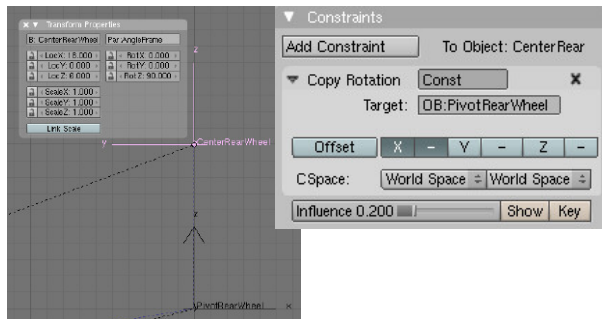 Transform Properties
OB: CenterRearWheel
Par:AngleFrame
LocX: 18.000
RotX: 0.000
LocY: 0.000
RotY: 0.000
LocZ: 6.000
RotZ: 90.000
ScaleX: 1.000
ScaleY: 1.000
ScaleZ: 1.000
Link Scale
z
y
CenterRearWheel
z
PivotRearWheel
x
Constraints
Add Constraint
To Object: CenterRear
Copy Rotation
Const
Target:
OB:PivotRearWheel
Offset
X
-
Y
-
Z
-
CSpace:
World Space
World Space
Influence 0.200
Show
Key